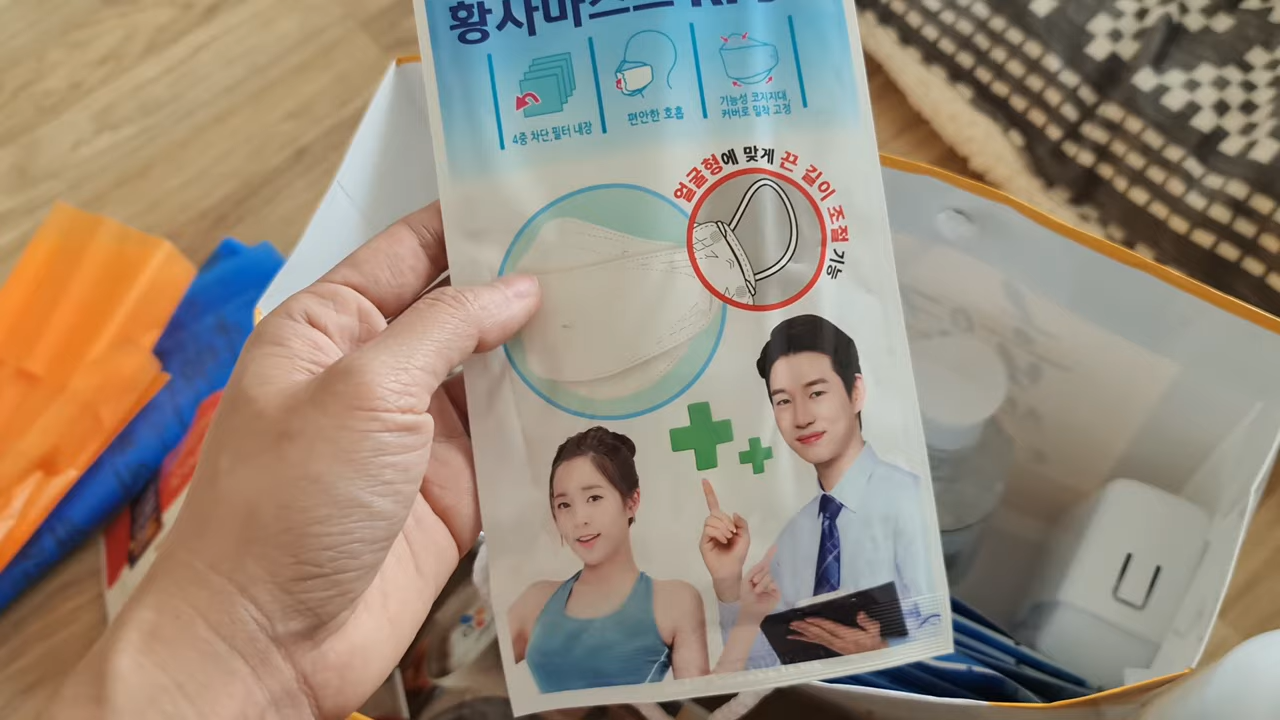 황사마스크
4중 차단,필터 내장
편안한 호흡
기능성 코지지대,
커버로 밀착 고정
얼굴형에 맞게 끈 길이 조절 기능